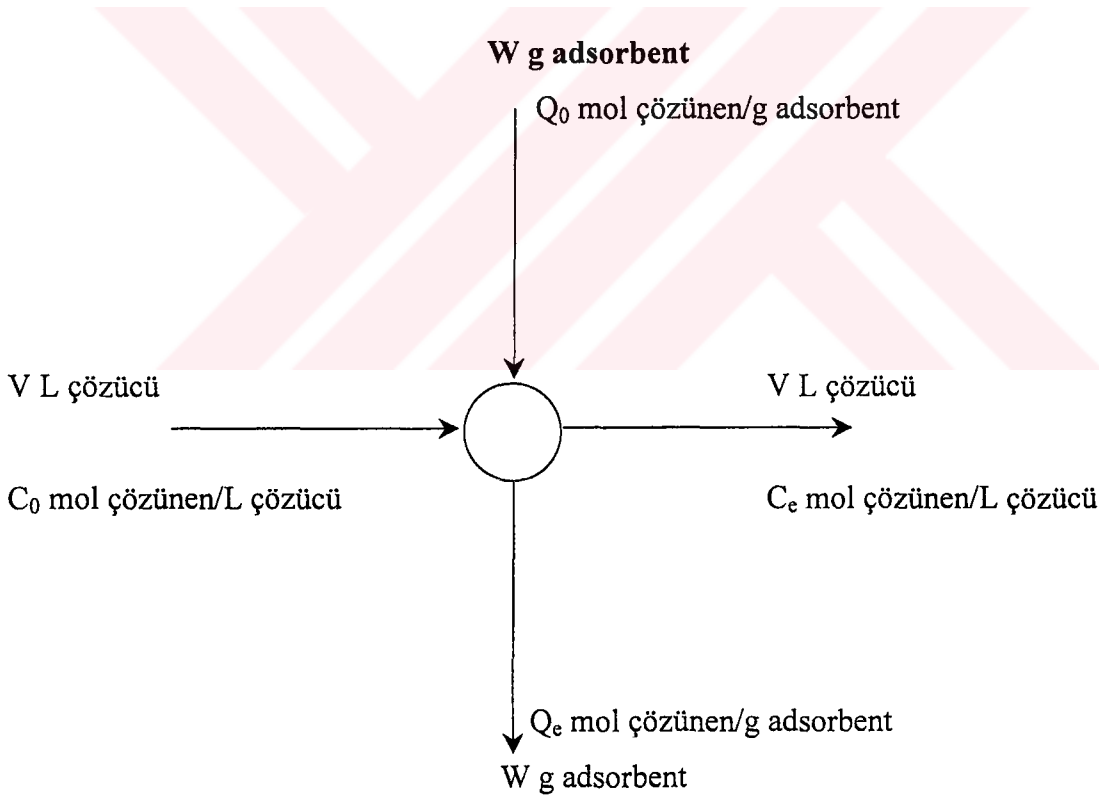 W g adsorbent
Q₀ mol çözünen/g adsorbent
V L çözücü
V L çözücü
C₀ mol çözünen/L çözücü
Cₑ mol çözünen/L çözücü
Qₑ mol çözünen/g adsorbent
W g adsorbent